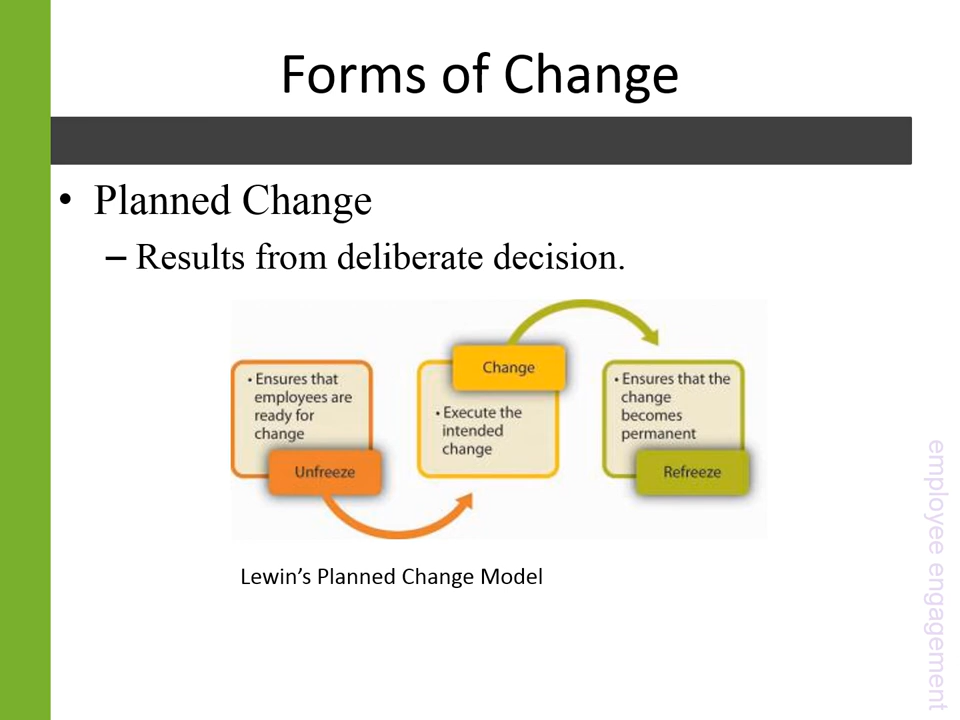 Forms of Change
• Planned Change
– Results from deliberate decision.
• Ensures that
employees are
ready for
change
Unfreeze
Change
• Execute the
intended
change
• Ensures that the
change
becomes
permanent
Refreeze
Lewin’s Planned Change Model
employee engagement